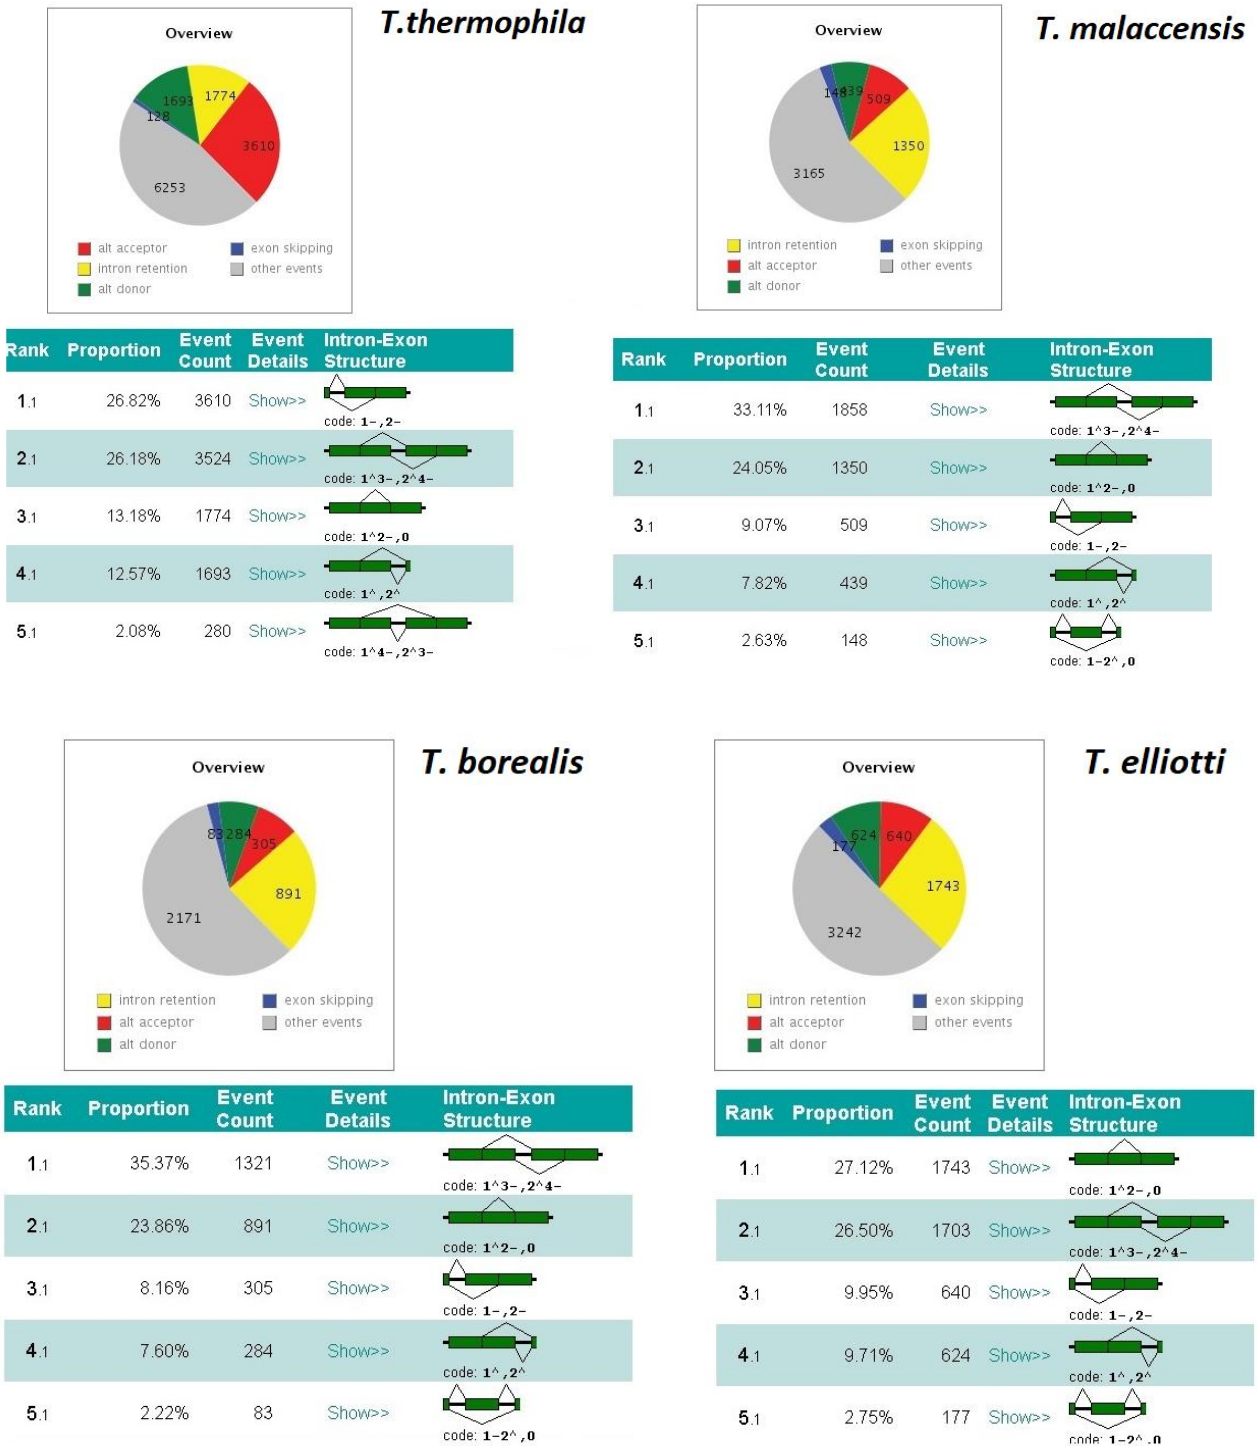 T.thermophila
Overview
1693
1774
128
3610
6253
alt acceptor
exon skipping
intron retention
other events
alt donor
Rank Proportion Event Count Event Details Intron-Exon Structure
1.1 26.82% 3610 Show>>
code: 1-,2-
2.1 26.18% 3524 Show>>
code: 1^3-,2^4-
3.1 13.18% 1774 Show>>
code: 1^2-,0
4.1 12.57% 1693 Show>>
code: 1^,2^
5.1 2.08% 280 Show>>
code: 1^4-,2^3-
T. malaccensis
Overview
148
439
509
1350
3165
intron retention
exon skipping
alt acceptor
other events
alt donor
Rank Proportion Event Count Event Details Intron-Exon Structure
1.1 33.11% 1858 Show>>
code: 1^3-,2^4-
2.1 24.05% 1350 Show>>
code: 1^2-,0
3.1 9.07% 509 Show>>
code: 1-,2-
4.1 7.82% 439 Show>>
code: 1^,2^
5.1 2.63% 148 Show>>
code: 1-2^,0
T. borealis
Overview
83
284
305
891
2171
intron retention
exon skipping
alt acceptor
other events
alt donor
Rank Proportion Event Count Event Details Intron-Exon Structure
1.1 35.37% 1321 Show>>
code: 1^3-,2^4-
2.1 23.86% 891 Show>>
code: 1^2-,0
3.1 8.16% 305 Show>>
code: 1-,2-
4.1 7.60% 284 Show>>
code: 1^,2^
5.1 2.22% 83 Show>>
code: 1-2^,0
T. elliotti
Overview
177
624
640
1743
3242
intron retention
exon skipping
alt acceptor
other events
alt donor
Rank Proportion Event Count Event Details Intron-Exon Structure
1.1 27.12% 1743 Show>>
code: 1^2-,0
2.1 26.50% 1703 Show>>
code: 1^3-,2^4-
3.1 9.95% 640 Show>>
code: 1-,2-
4.1 9.71% 624 Show>>
code: 1^,2^
5.1 2.75% 177 Show>>
code: 1-2^,0